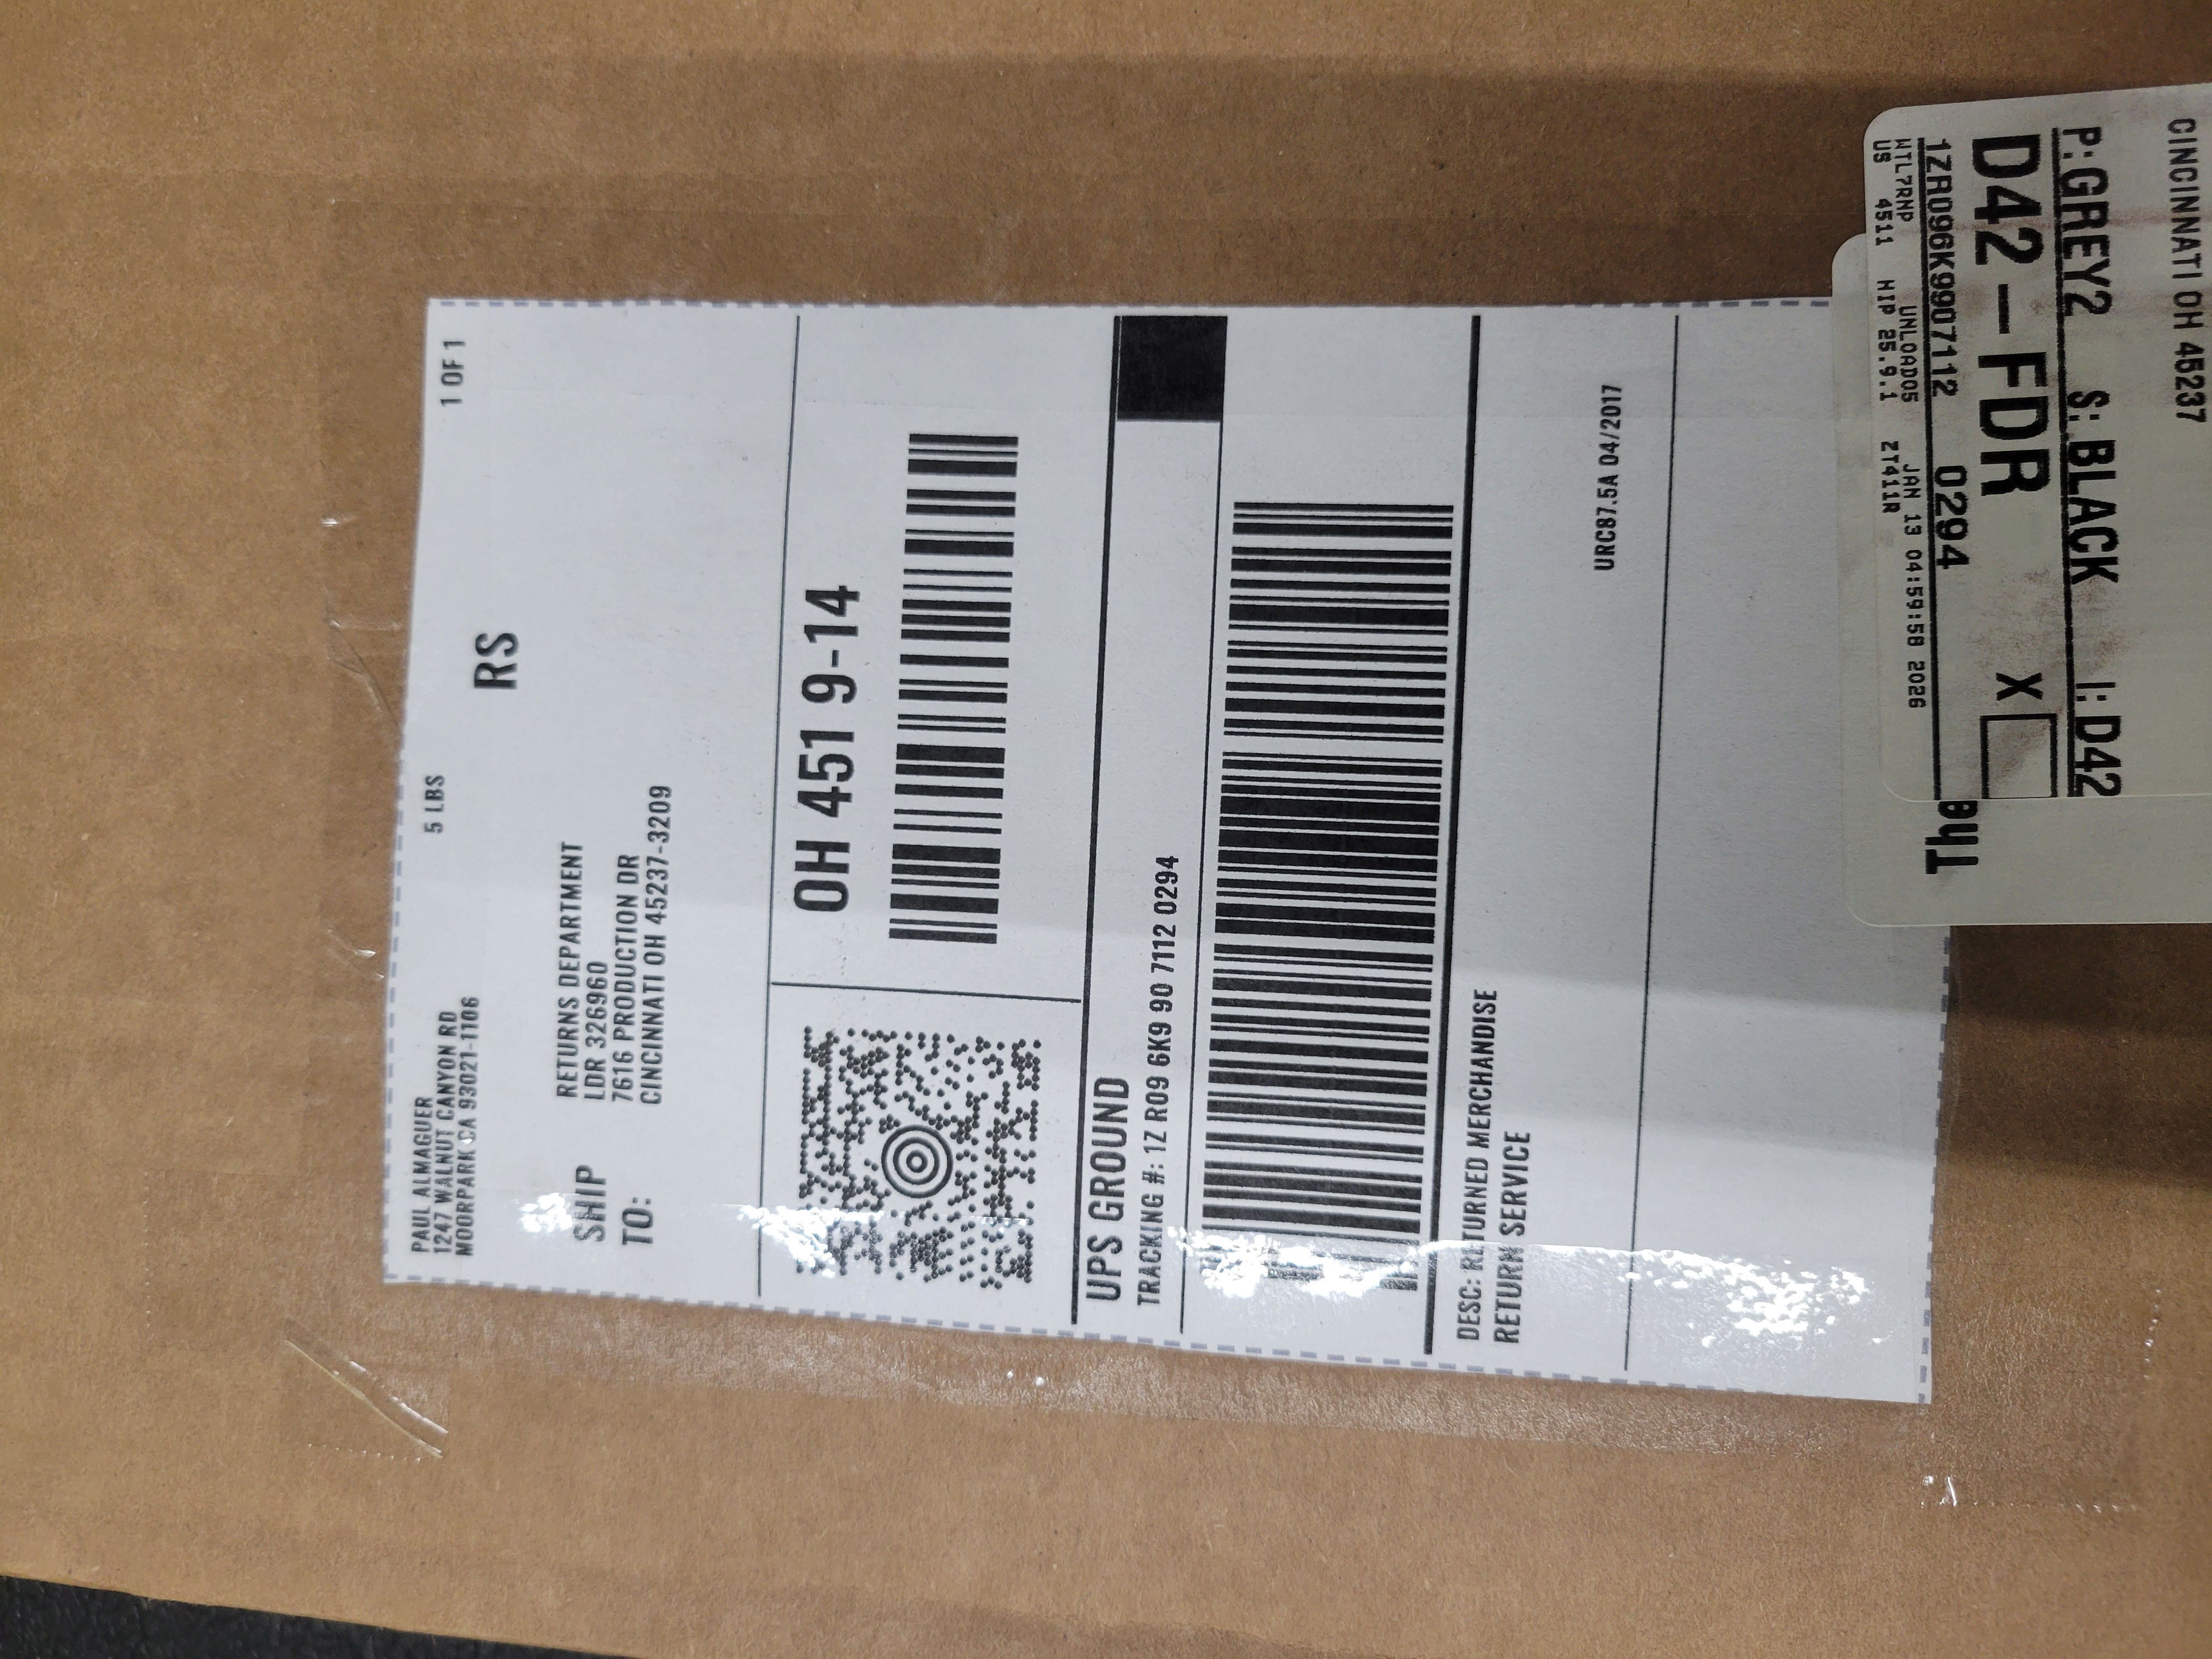 PAUL ALMAGUER
1247 WALNUT CANYON RD
MOORPARK CA 93021-1106
5 LBS
1 OF 1
RS
SHIP
TO:
RETURNS DEPARTMENT
LDR 326960
7616 PRODUCTION DR
CINCINNATI OH 45237-3209
OH 451 9-14
UPS GROUND
TRACKING #: 1Z R09 6K9 90 7112 0294
DESC: RETURNED MERCHANDISE
RETURN SERVICE
URC87.5A 04/2017
CINCINNATI OH 45237
P:GREY2 S:BLACK I:D42
D42-FDR X
1ZR096K9907112 0294
UNLOAD05 JAN 13 04:59:58 2026
US 4511 HIP 25.9.1 ZT411R
The